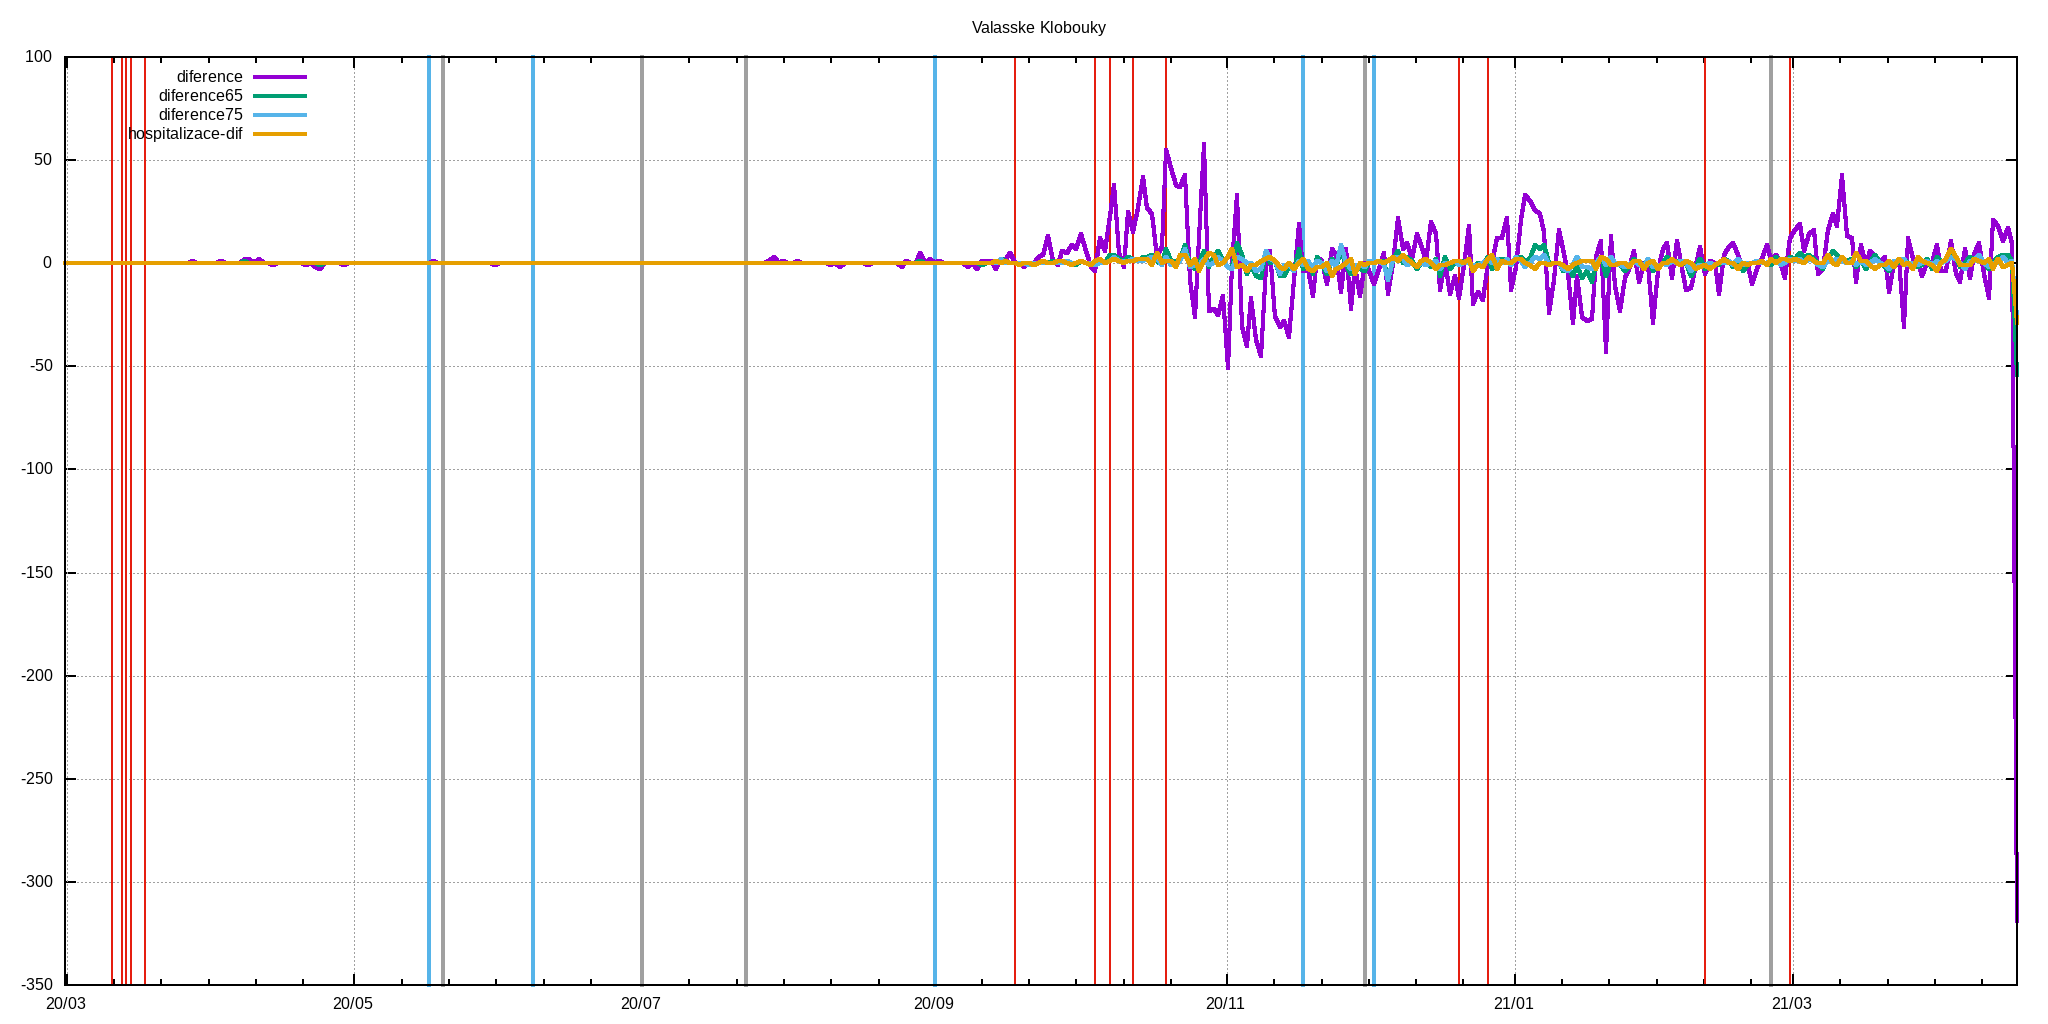 Valasske Klobouky
100
50
0
-50
-100
-150
-200
-250
-300
-350
diference
diference65
diference75
hospitalizace-dif
20/03 20/05 20/07 20/09 20/11 21/01 21/03